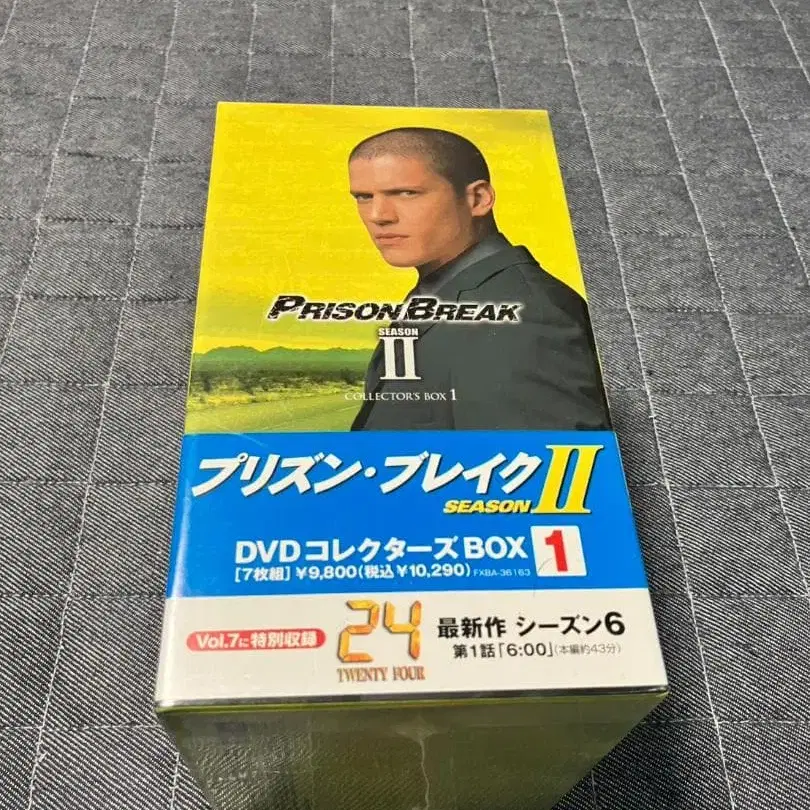 PRISON BREAK
SEASON
II
COLLECTOR'S BOX 1
プリズン・ブレイク II
SEASON
DVDコレクターズBOX 1
[7枚組] ¥9,800(税込¥10,290) FXBA-36163
Vol.7に特別収録
24
TWENTY FOUR
最新作 シーズン6
第1話「6:00」(本編約43分)